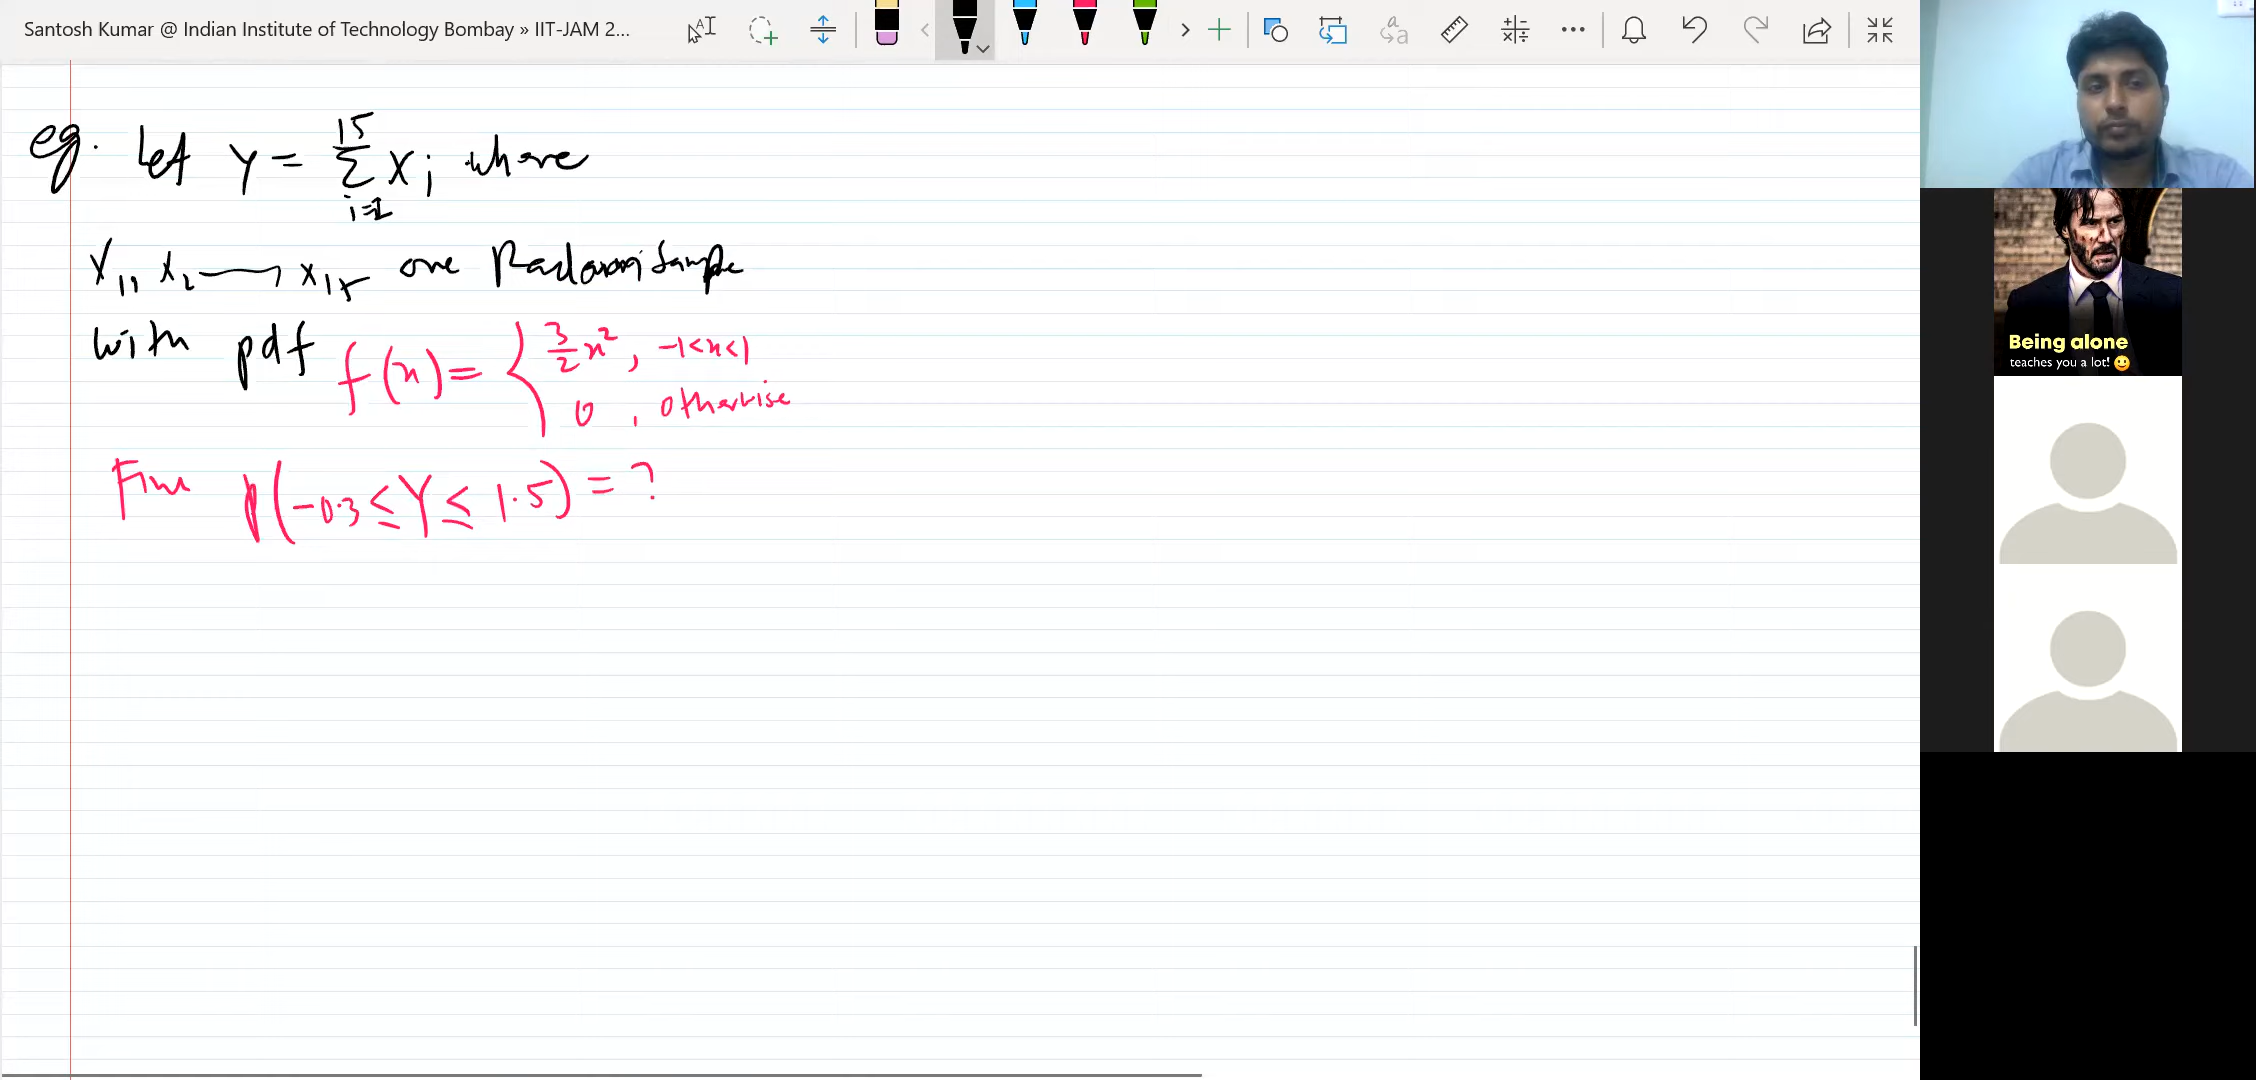 Santosh Kumar @ Indian Institute of Technology Bombay » IIT-JAM 2...
eg. Let Y = \sum_{i=1}^{15} X_i where
X_1, X_2 — X_15 are Random Sample
with pdf f(x) = { 3/2 x², -1<x<1
0 , otherwise
Find P(-0.3 ≤ Y ≤ 1.5) = ?
Being alone
teaches you a lot! 🙂